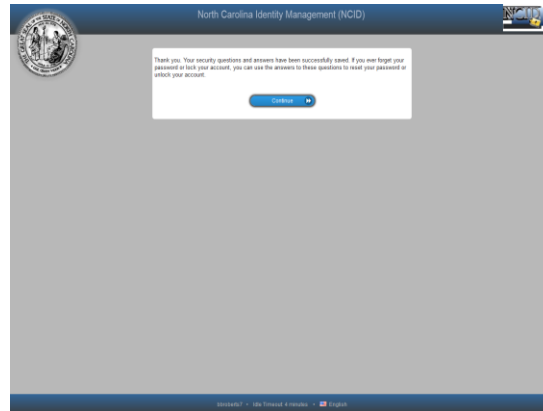 North Carolina Identity Management (NCID)
NCID
Thank you. Your security questions and answers have been successfully saved. If you ever forget your
password or lock your account, you can use the answers to these questions to reset your password or
unlock your account.
Continue
Idle Timeout: 4 minutes • English